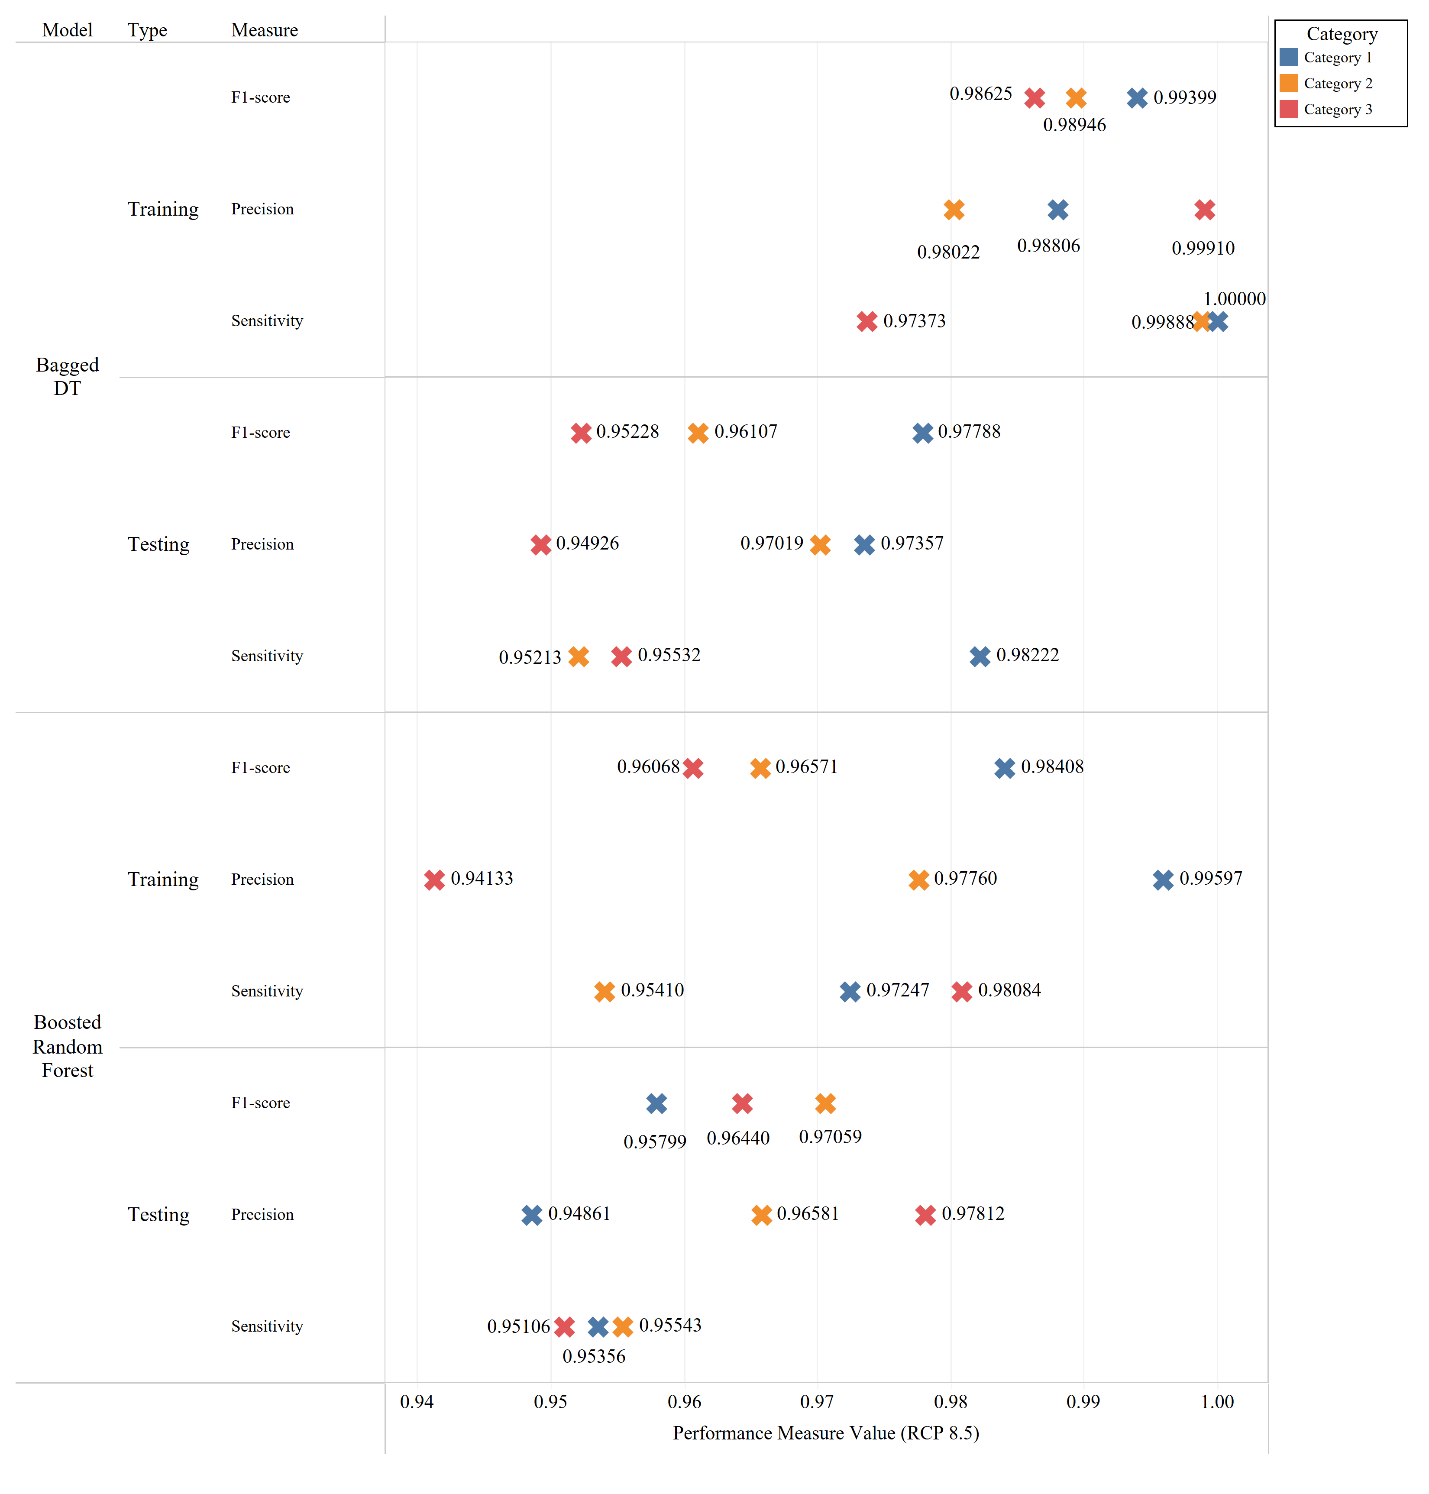 Model Type Measure
Category
Category 1
Category 2
Category 3
F1-score
0.98625
0.98946
0.99399
Training
Precision
0.98022
0.98806
0.99910
Sensitivity
0.97373
0.99888
1.00000
Bagged
DT
F1-score
0.95228
0.96107
0.97788
Testing
Precision
0.94926
0.97019
0.97357
Sensitivity
0.95213
0.95532
0.98222
F1-score
0.96068
0.96571
0.98408
Training
Precision
0.94133
0.97760
0.99597
Sensitivity
0.95410
0.97247
0.98084
Boosted
Random
Forest
F1-score
0.95799
0.96440
0.97059
Testing
Precision
0.94861
0.96581
0.97812
Sensitivity
0.95106
0.95356
0.95543
0.94 0.95 0.96 0.97 0.98 0.99 1.00
Performance Measure Value (RCP 8.5)